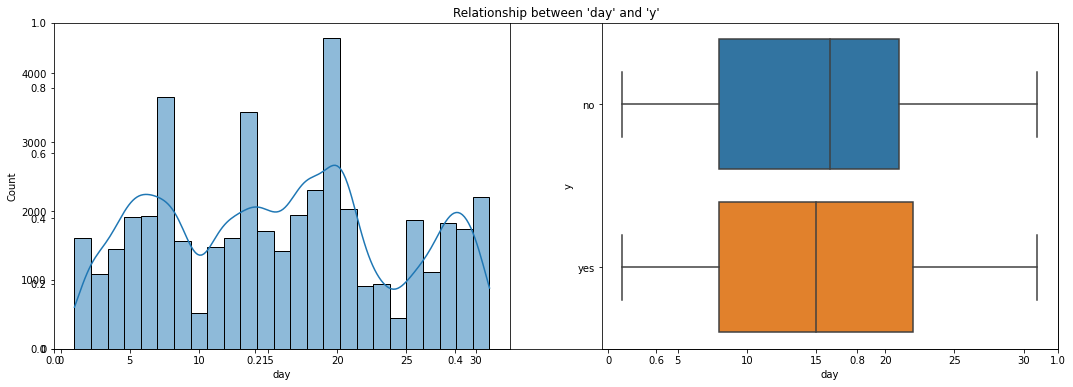 Relationship between 'day' and 'y'
1.0
4000
0.8
3000
0.6
2000
0.4
1000
0.2
0
0.0
Count
0.0 0 5 10 0.2 15 20 25 0.4 30
day
no
yes
y
0 0.6 5 10 15 0.8 20 25 30 1.0
day